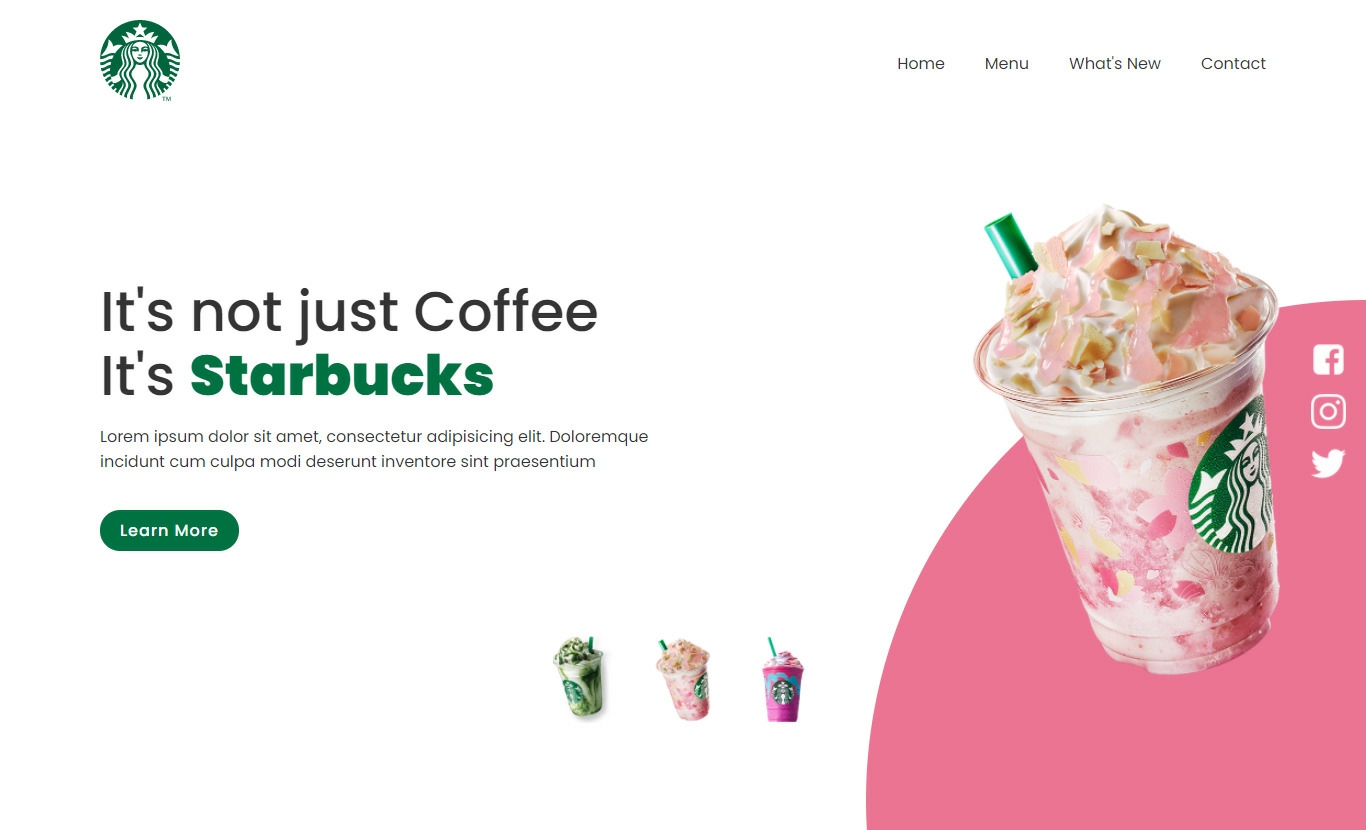 TM
Home
Menu
What's New
Contact
It's not just Coffee
It's Starbucks
Lorem ipsum dolor sit amet, consectetur adipisicing elit. Doloremque
incidunt cum culpa modi deserunt inventore sint praesentium
Learn More